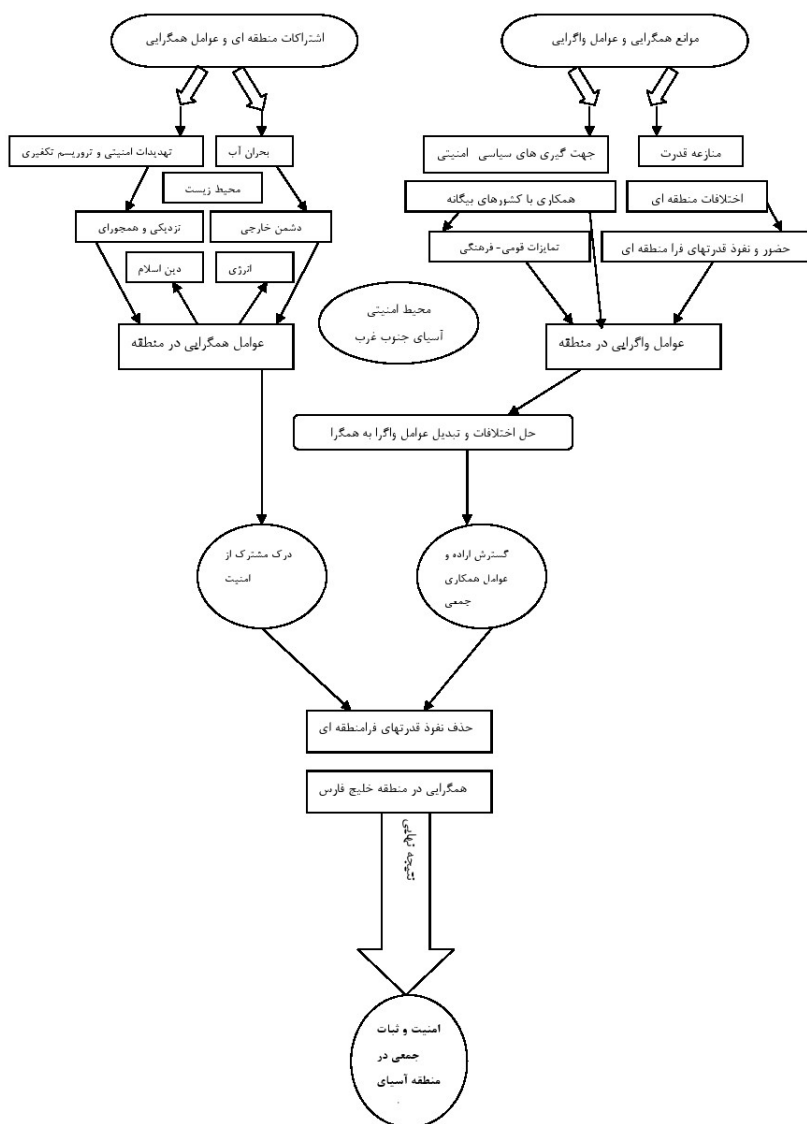 موانع همگرایی و عوامل واگرایی
اشتراکات منطقه ای و عوامل همگرایی
منازعه قدرت
جهت گیری های سیاسی امنیتی
بحران آب
تهدیدات امنیتی و تروریسم تکفیری
اختلافات منطقه ای
همکاری با کشورهای بیگانه
محیط زیست
حضور و نفوذ قدرتهای فرا منطقه ای
تمایزات قومی- فرهنگی
دشمن خارجی
نزدیکی و همجورای
انرژی
دین اسلام
محیط امنیتی
آسیای جنوب غرب
عوامل واگرایی در منطقه
عوامل همگرایی در منطقه
حل اختلافات و تبدیل عوامل واگرا به همگرا
گسترش اراده و
عوامل همکاری
جمعی
درک مشترک از
امنیت
حذف نفوذ قدرتهای فرامنطقه ای
همگرایی در منطقه خلیج فارس
نتیجه نهایی
امنیت و ثبات
جمعی در
منطقه آسیای